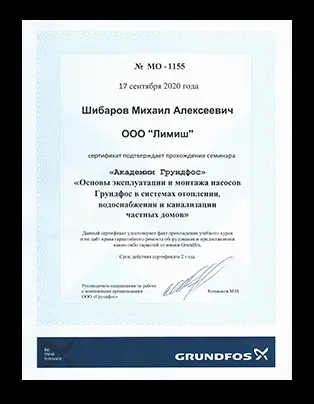 № МО - 1155
17 сентября 2020 года
Шибаров Михаил Алексеевич
ООО "Лимиш"
сертификат подтверждает прохождение семинара
«Академии Грундфос»
«Основы эксплуатации и монтажа насосов
Грундфос в системах отопления,
водоснабжения и канализации
частных домов»
Данный сертификат удостоверяет факт прохождения учебного курса
и не даёт права гарантийного ремонта оборудования и предоставления
каких-либо гарантий от имени Grundfos.
Срок действия сертификата 2 года.
Руководитель направления по работе
с монтажными организациями
ООО «Грундфос»
М.Н.
be
think
innovate
GRUNDFOS